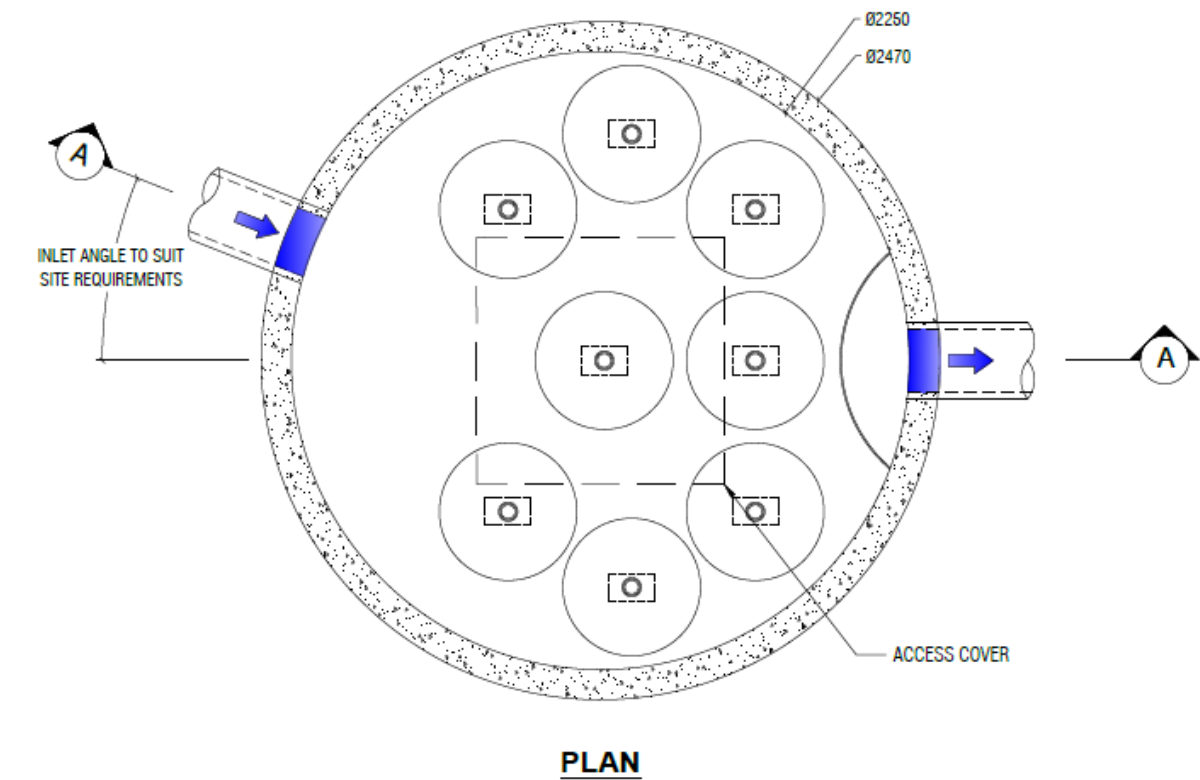 Ø2250
Ø2470
A
INLET ANGLE TO SUIT
SITE REQUIREMENTS
A
ACCESS COVER
PLAN